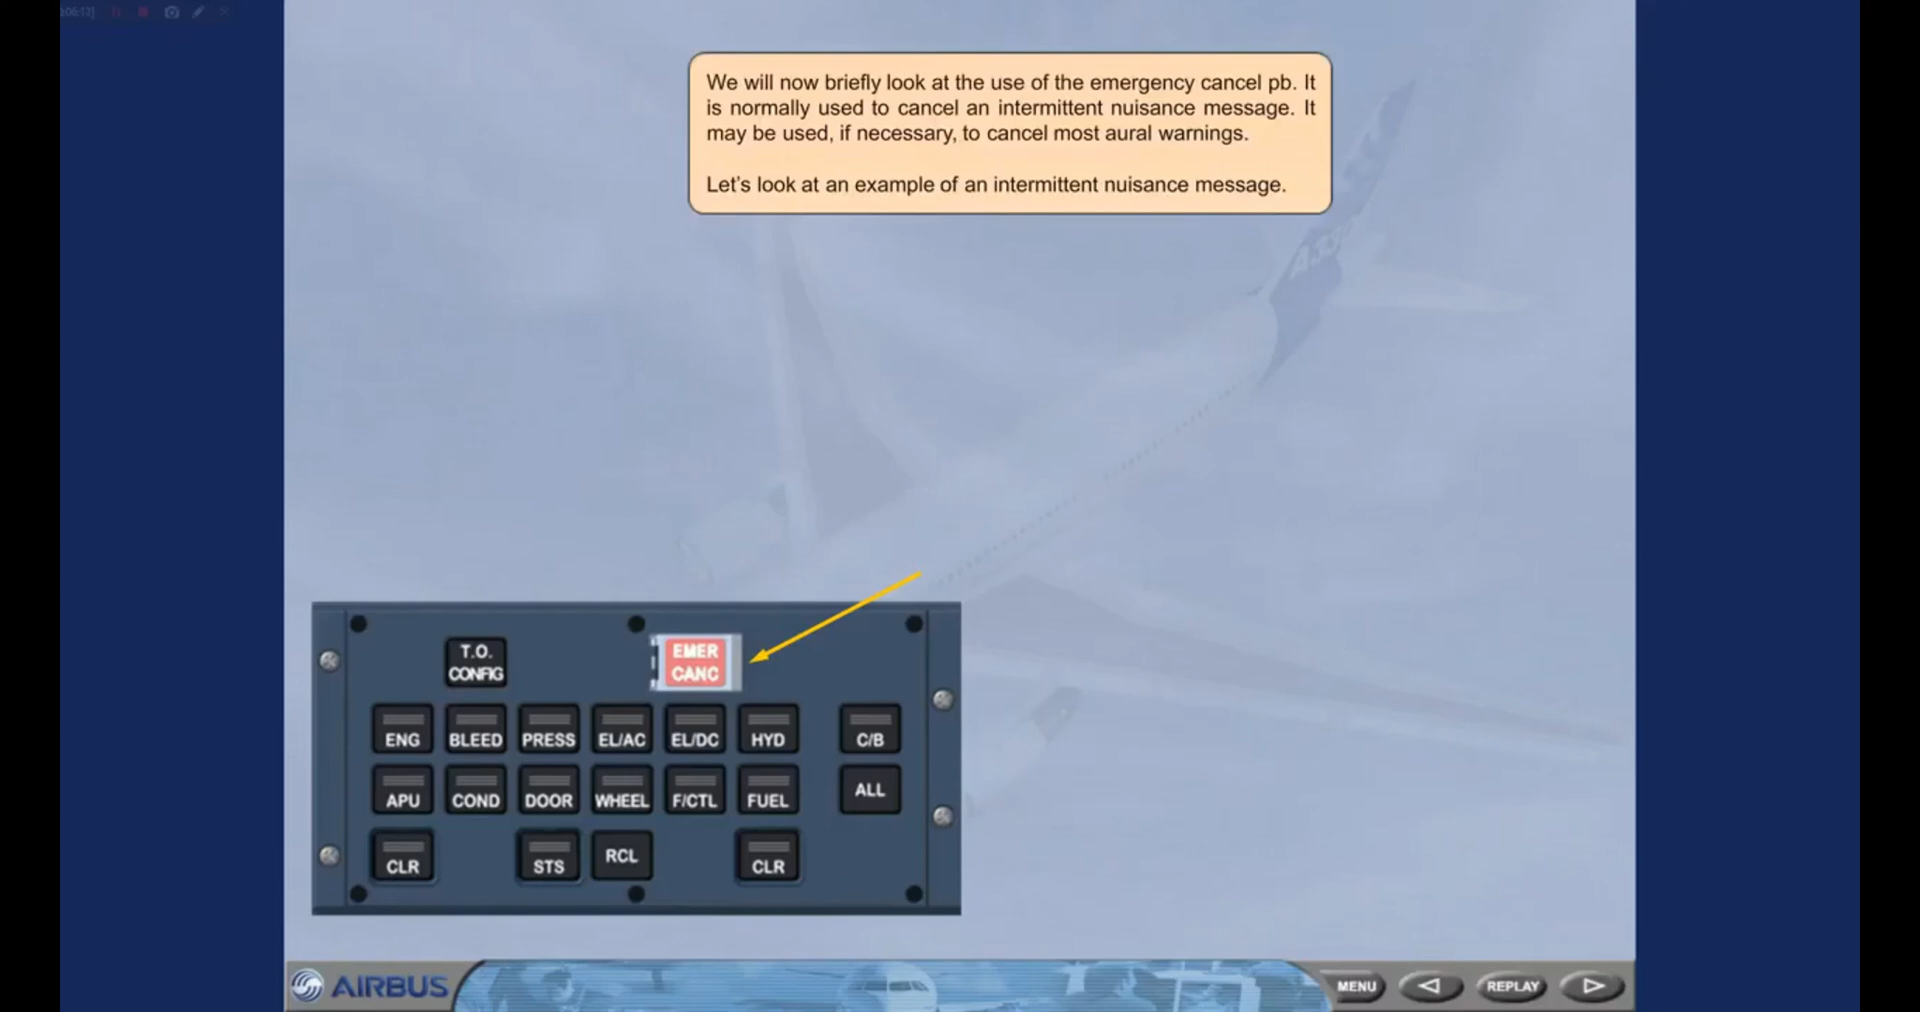 :06:13]
We will now briefly look at the use of the emergency cancel pb. It
is normally used to cancel an intermittent nuisance message. It
may be used, if necessary, to cancel most aural warnings.
Let's look at an example of an intermittent nuisance message.
T.O.
CONFIG
EMER
CANC
ENG BLEED PRESS EL/AC EL/DC HYD C/B
APU COND DOOR WHEEL F/CTL FUEL ALL
CLR STS RCL CLR
AIRBUS MENU REPLAY